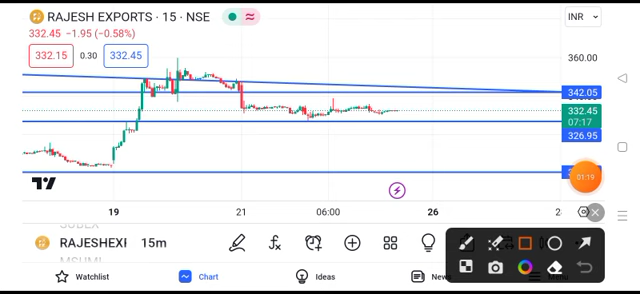 RAJESH EXPORTS · 15 · NSE
INR
332.45 −1.95 (−0.58%)
332.15 0.30 332.45
360.00
342.05
332.45
07:17
326.95
01:19
19 21 06:00 26
RAJESHEXI 15m
Watchlist Chart Ideas News